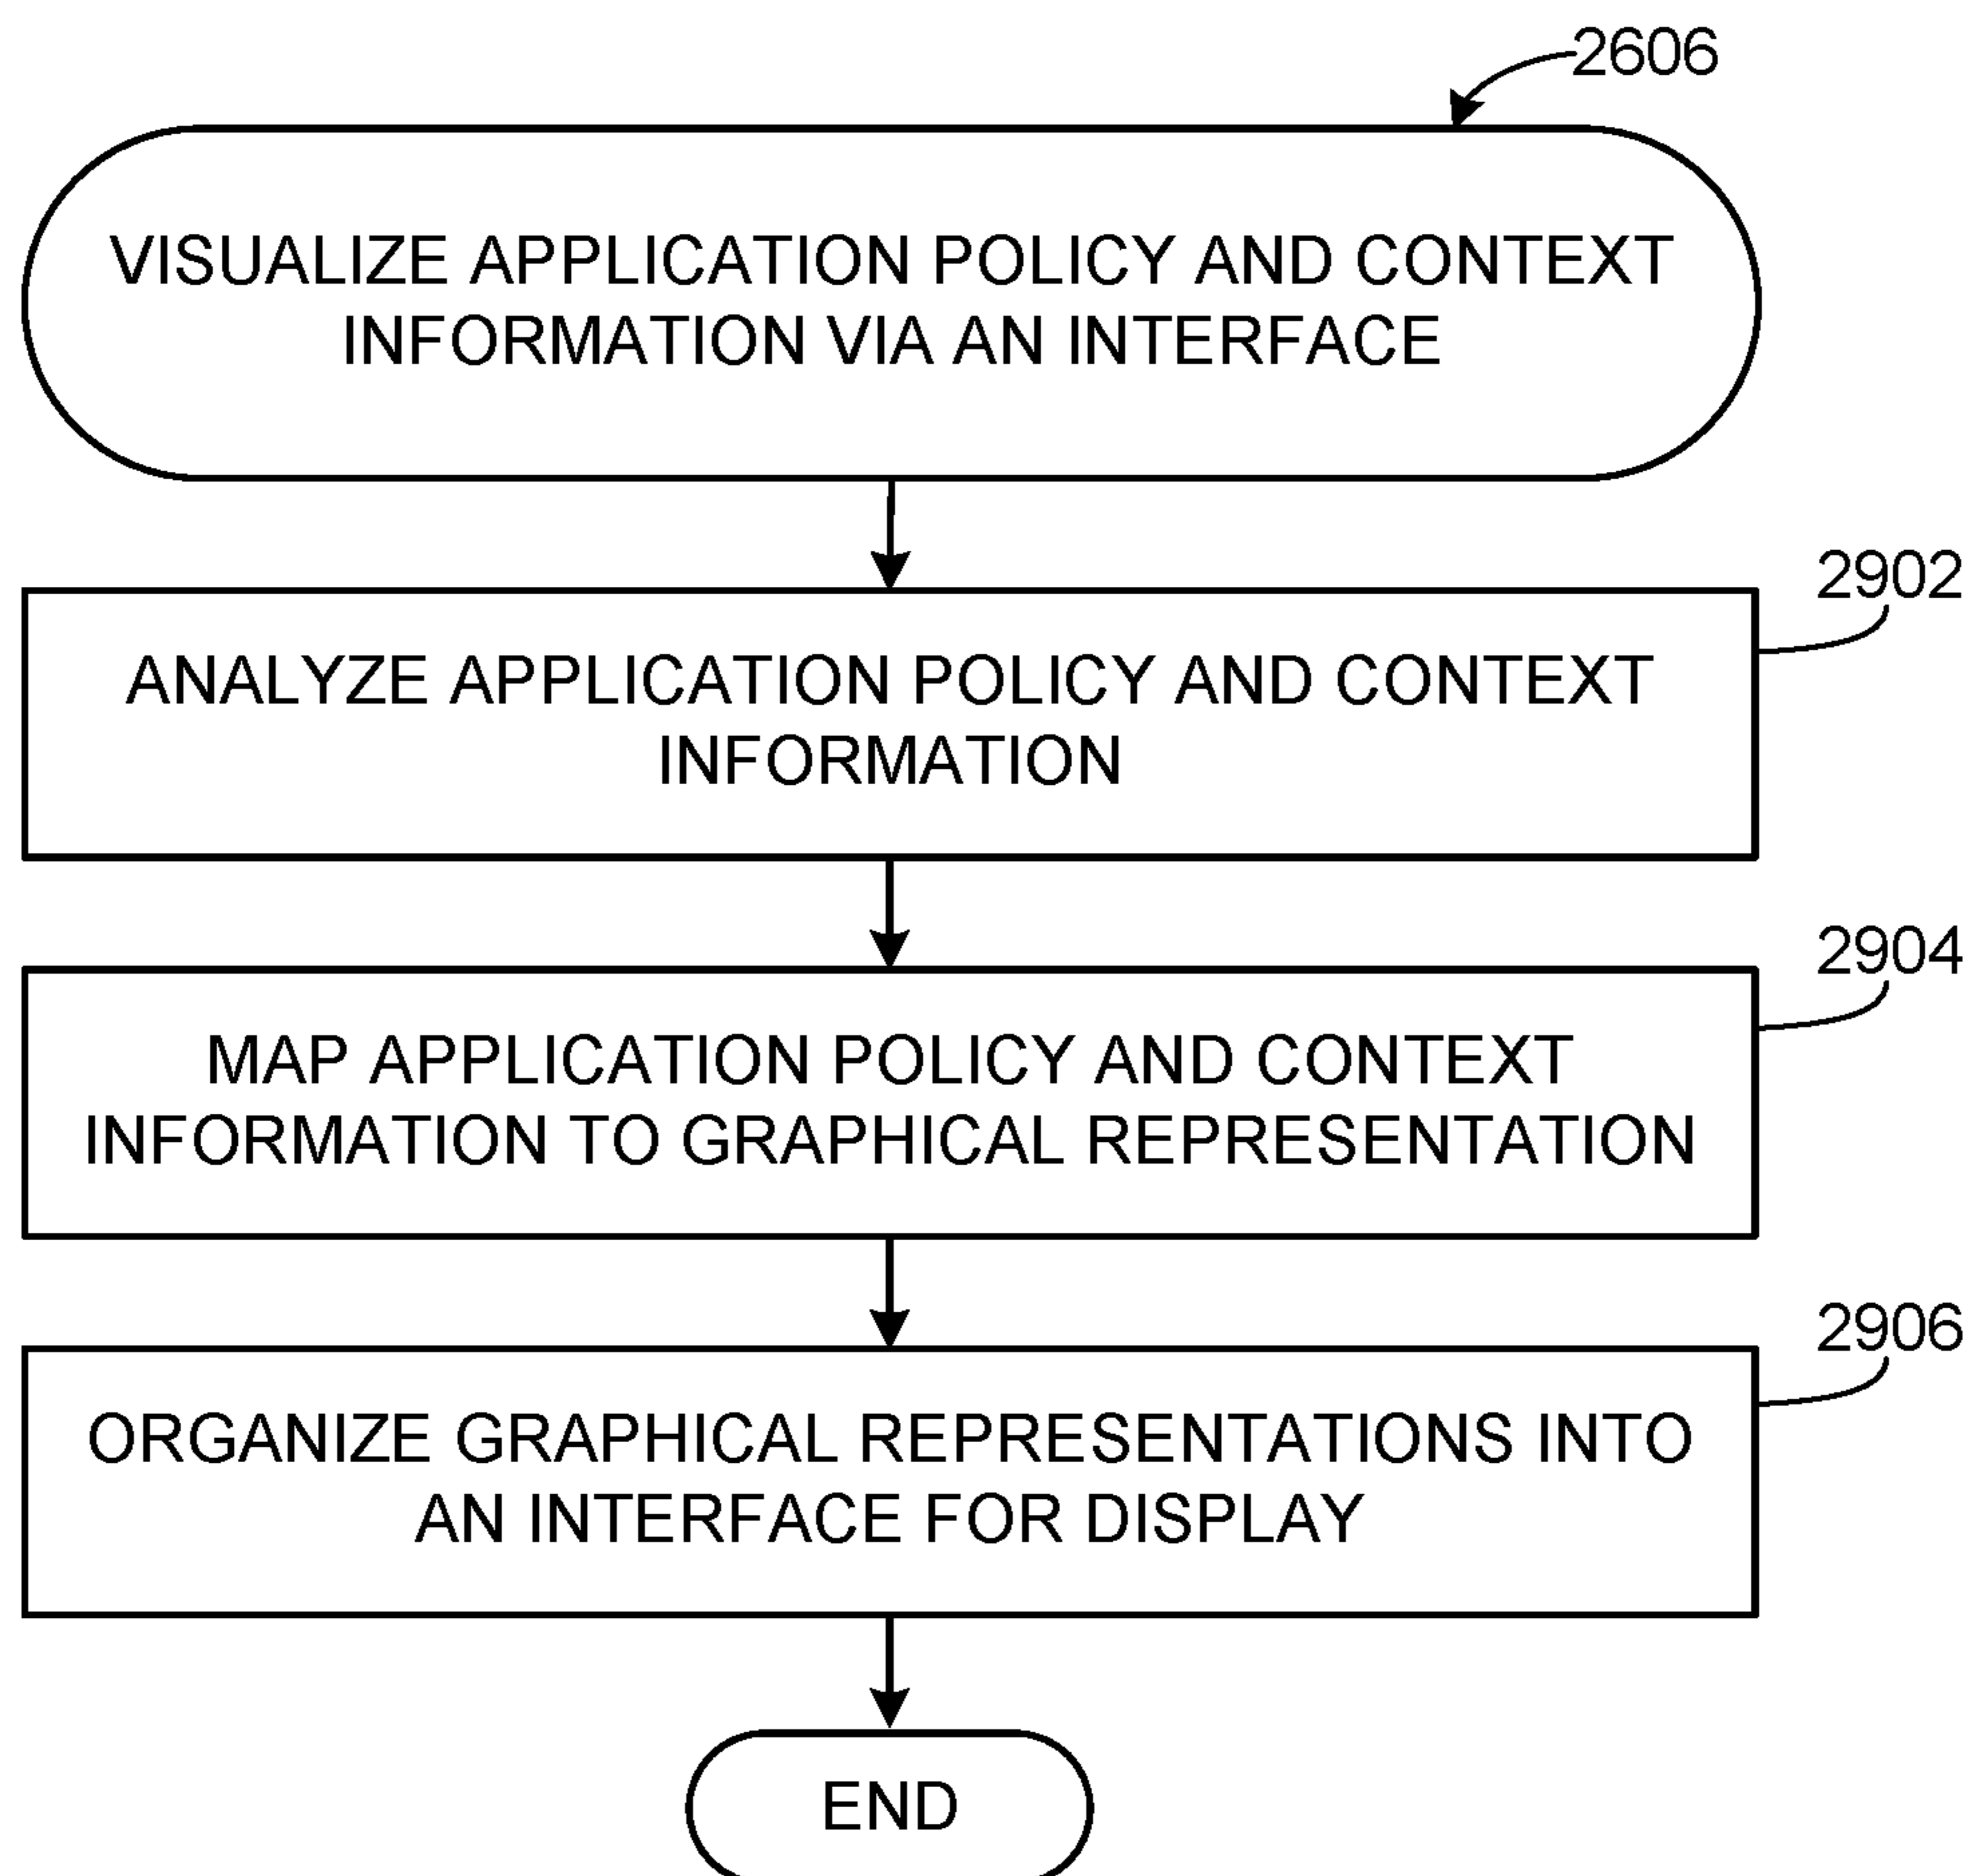 2606
VISUALIZE APPLICATION POLICY AND CONTEXT
INFORMATION VIA AN INTERFACE
2902
ANALYZE APPLICATION POLICY AND CONTEXT
INFORMATION
2904
MAP APPLICATION POLICY AND CONTEXT
INFORMATION TO GRAPHICAL REPRESENTATION
2906
ORGANIZE GRAPHICAL REPRESENTATIONS INTO
AN INTERFACE FOR DISPLAY
END